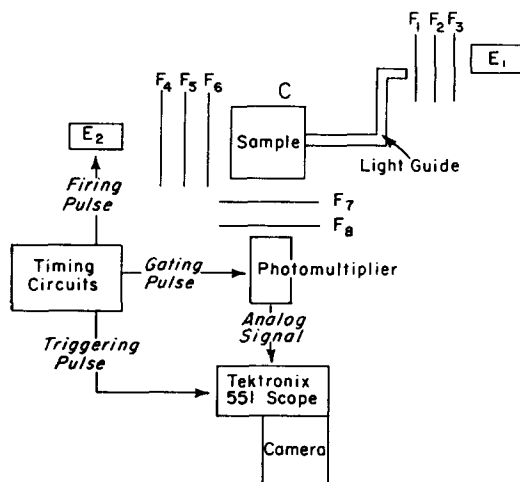 F1 F2 F3
E1
C
F4 F5 F6
Sample
E2
Light Guide
Firing
Pulse
F7
F8
Timing
Circuits
Gating
Pulse
Photomultiplier
Analog
Signal
Triggering
Pulse
Tektronix
551 Scope
Camera